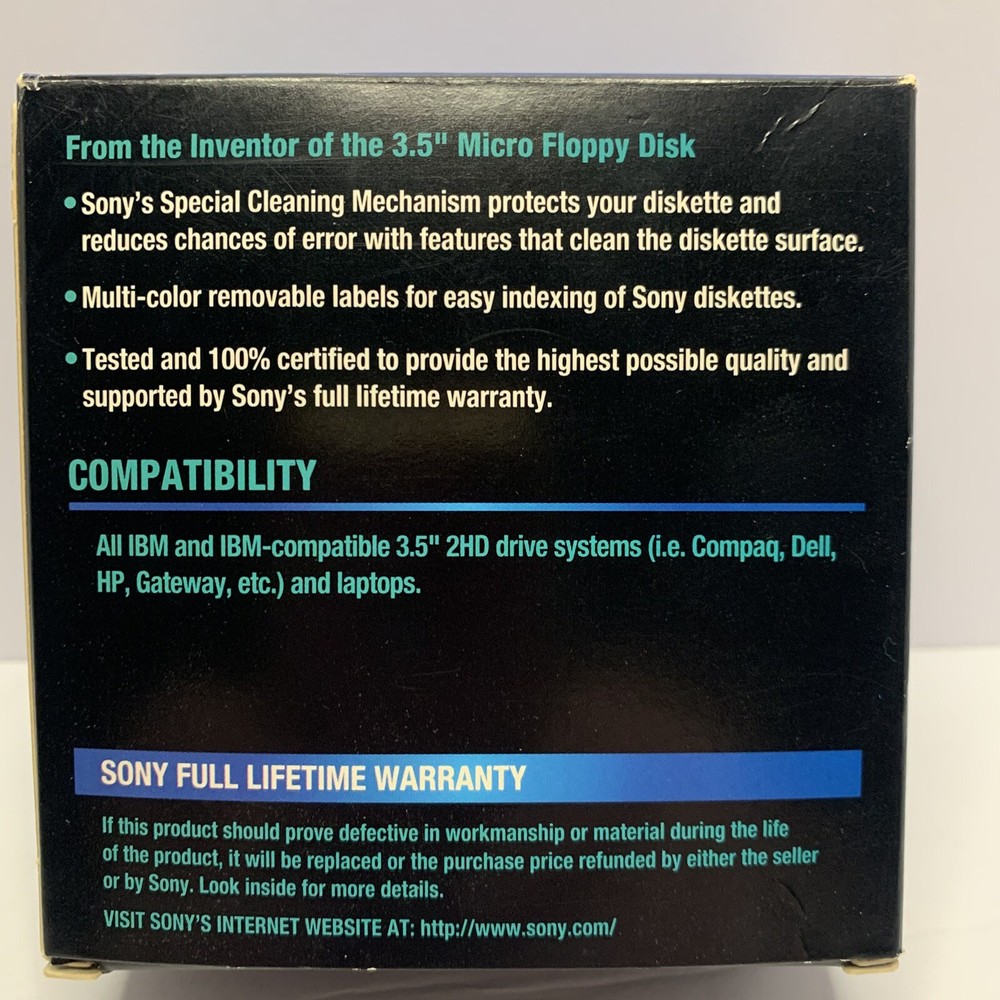 From the Inventor of the 3.5" Micro Floppy Disk
• Sony's Special Cleaning Mechanism protects your diskette and
reduces chances of error with features that clean the diskette surface.
• Multi-color removable labels for easy indexing of Sony diskettes.
• Tested and 100% certified to provide the highest possible quality and
supported by Sony's full lifetime warranty.
COMPATIBILITY
All IBM and IBM-compatible 3.5" 2HD drive systems (i.e. Compaq, Dell,
HP, Gateway, etc.) and laptops.
SONY FULL LIFETIME WARRANTY
If this product should prove defective in workmanship or material during the life
of the product, it will be replaced or the purchase price refunded by either the seller
or by Sony. Look inside for more details.
VISIT SONY'S INTERNET WEBSITE AT: http://www.sony.com/